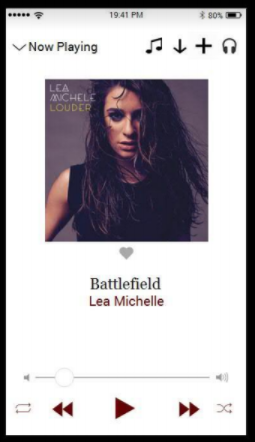 19.41 PM
80%
Now Playing
LEA
MICHELE
LOUDER
Battlefield
Lea Michelle